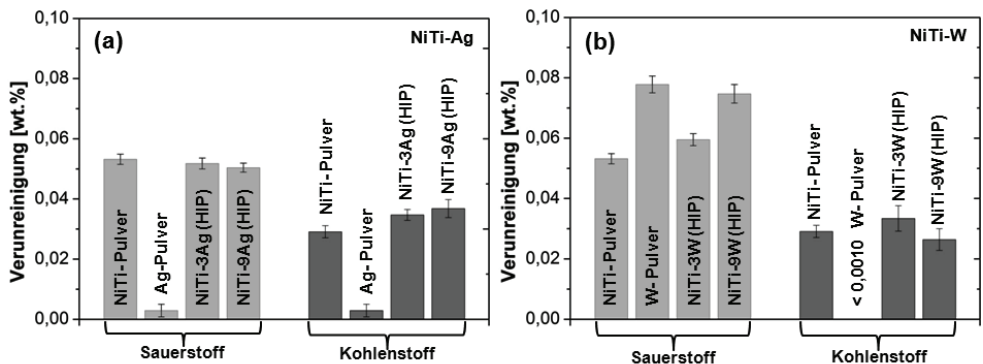 (a)
NiTi-Ag
Verunreinigung [wt.%]
0,10
0,08
0,06
0,04
0,02
0,00
NiTi-Pulver
Ag-Pulver
NiTi-3Ag (HIP)
NiTi-9Ag (HIP)
NiTi-Pulver
Ag-Pulver
NiTi-3Ag (HIP)
NiTi-9Ag (HIP)
Sauerstoff
Kohlenstoff
(b)
NiTi-W
Verunreinigung [wt.%]
0,10
0,08
0,06
0,04
0,02
0,00
NiTi-Pulver
W-Pulver
NiTi-3W (HIP)
NiTi-9W (HIP)
NiTi-Pulver
< 0,0010 W-Pulver
NiTi-3W (HIP)
NiTi-9W (HIP)
Sauerstoff
Kohlenstoff